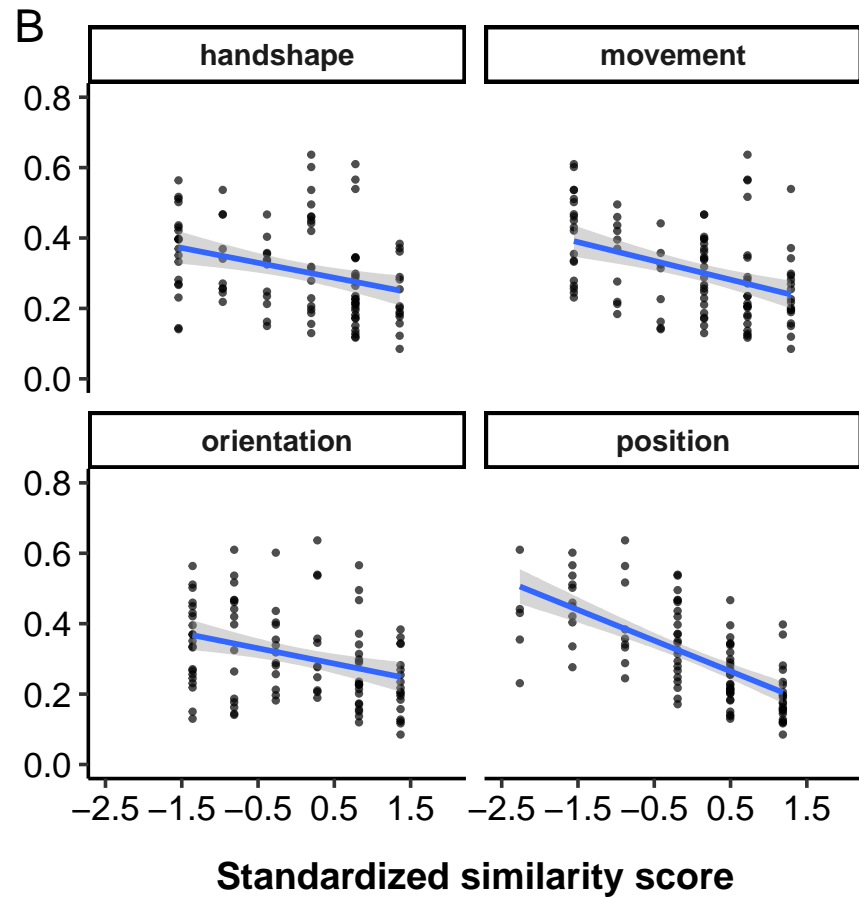 B
handshape movement
0.8
0.6
0.4
0.2
0.0
orientation position
0.8
0.6
0.4
0.2
0.0
−2.5 −1.5 −0.5 0.5 1.5 −2.5 −1.5 −0.5 0.5 1.5
Standardized similarity score